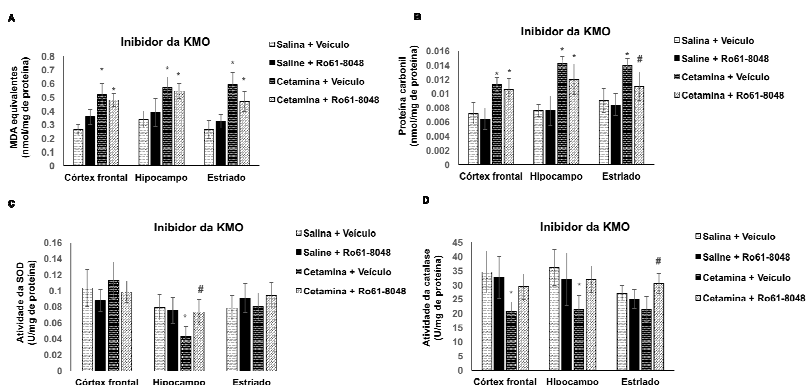 A
Inibidor da KMO
MDA equivalentes
(nmol/mg de proteína)
0.8
0.7
0.6
0.5
0.4
0.3
0.2
0.1
0
* * * * * *
Córtex frontal Hipocampo Estriado
Salina + Veículo
Saline + Ro61-8048
Cetamina + Veículo
Cetamina + Ro61-8048
B
Inibidor da KMO
Proteína carbonil
(nmol/mg de proteína)
0.016
0.014
0.012
0.01
0.008
0.006
0.004
0.002
0
* * * * * #
Córtex frontal Hipocampo Estriado
Salina + Veículo
Saline + Ro61-8048
Cetamina + Veículo
Cetamina + Ro61-8048
C
Inibidor da KMO
Atividade da SOD
(U/mg de proteína)
0.16
0.14
0.12
0.1
0.08
0.06
0.04
0.02
0
* #
Córtex frontal Hipocampo Estriado
Salina + Veículo
Saline + Ro61-8048
Cetamina + Veículo
Cetamina + Ro61-8048
D
Inibidor da KMO
Atividade da catalase
(U/mg de proteína)
45
40
35
30
25
20
15
10
5
0
* * #
Córtex frontal Hipocampo Estriado
Salina + Veículo
Saline + Ro61-8048
Cetamina + Veículo
Cetamina + Ro61-8048